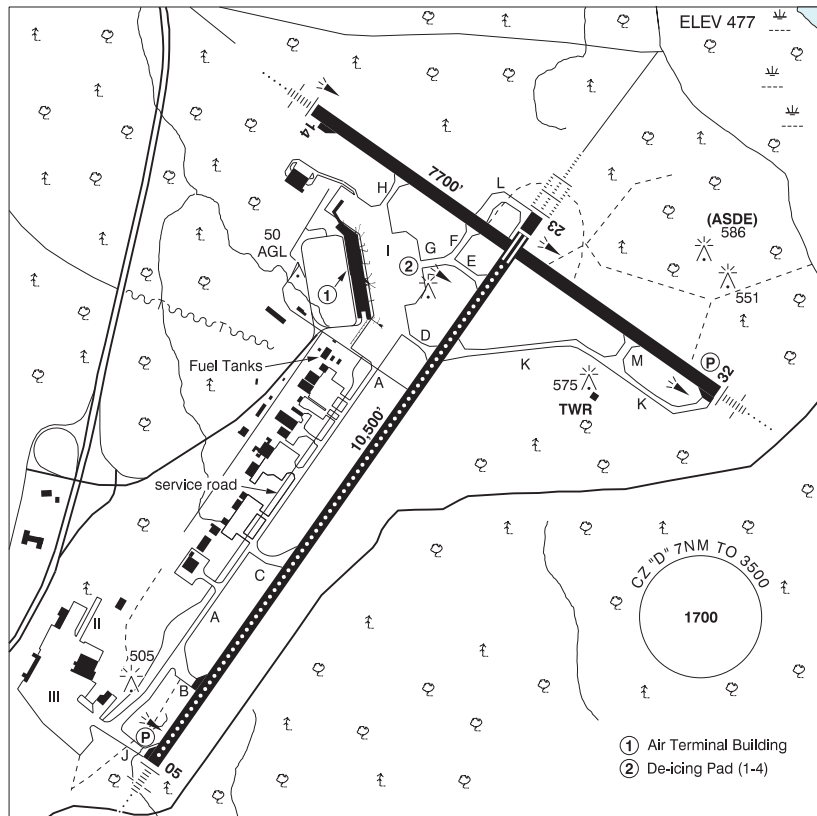 ELEV 477
14
7700'
H
L
23
(ASDE)
586
50
AGL
I
G
F
E
2
551
1
D
Fuel Tanks
A
K
M
P
32
575
TWR
K
10,500'
service road
C
CZ "D" 7NM TO 3500
1700
A
II
505
III
B
P
J
05
1 Air Terminal Building
2 De-icing Pad (1-4)
T T T